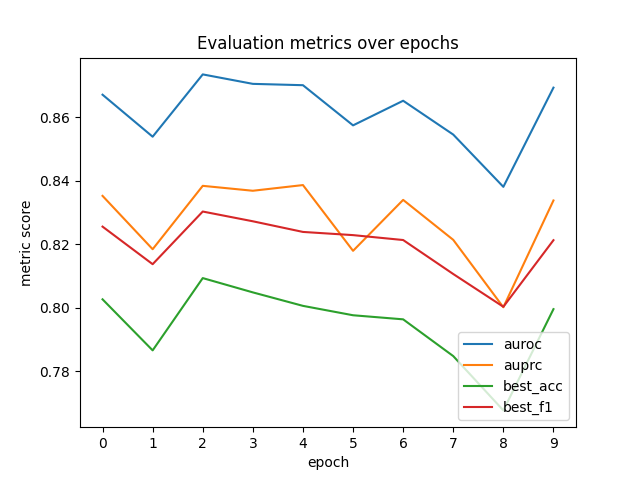 Evaluation metrics over epochs
metric score
0.86
0.84
0.82
0.80
0.78
auroc
auprc
best_acc
best_f1
0 1 2 3 4 5 6 7 8 9
epoch